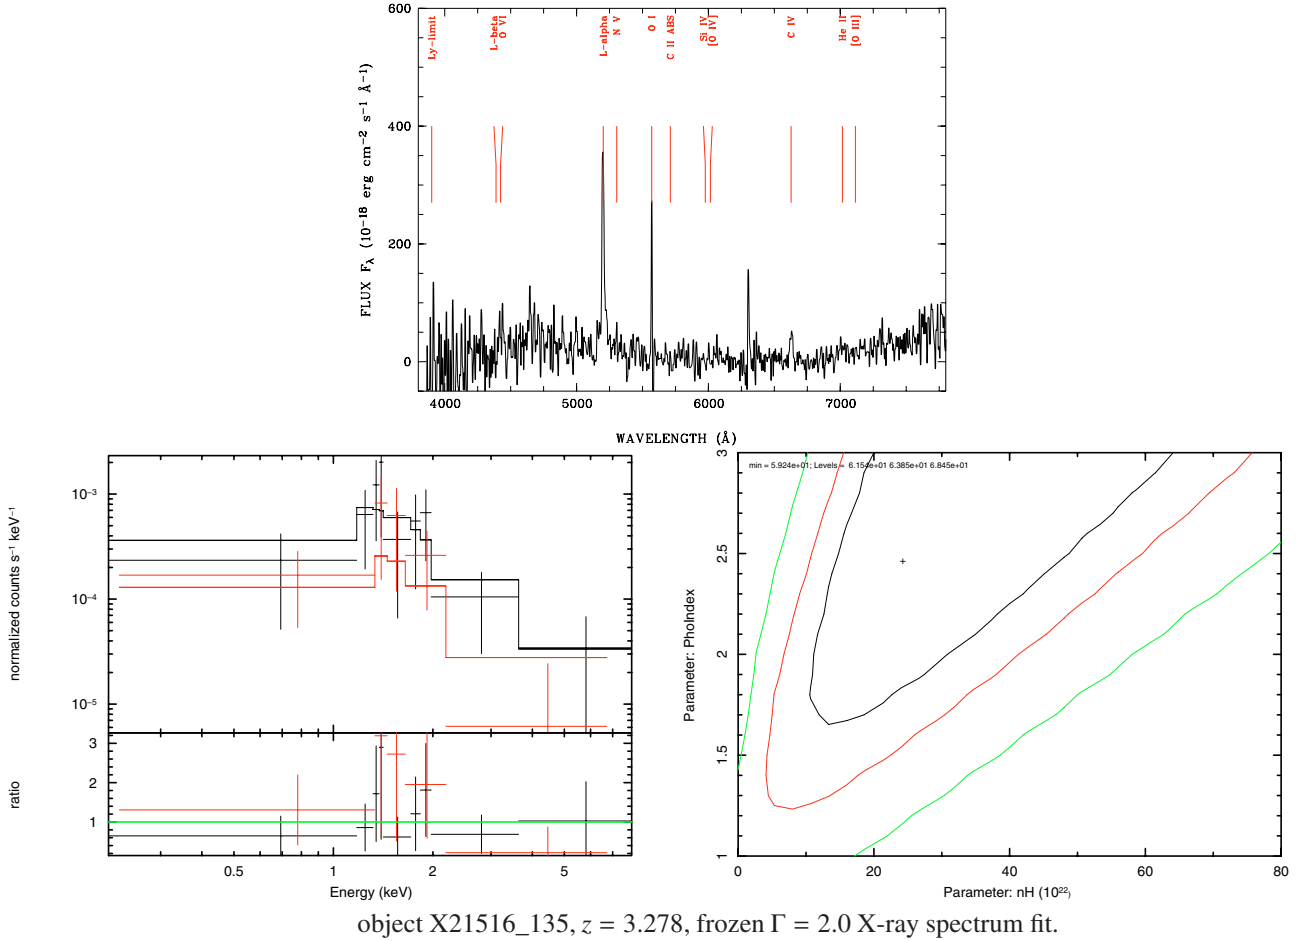 600
400
200
0
FLUX Fλ (10⁻¹⁸ erg cm⁻² s⁻¹ Å⁻¹)
Ly-limit
L-beta
O VI
L-alpha
N V
O I
C II ABS
Si IV
[O IV]
C IV
He II
[O III]
4000 5000 6000 7000
WAVELENGTH (Å)
10⁻³
10⁻⁴
10⁻⁵
normalized counts s⁻¹ keV⁻¹
3
2
1
ratio
0.5 1 2 5
Energy (keV)
min = 5.924e+01; Levels = 6.154e+01 6.385e+01 6.845e+01
3
2.5
2
1.5
1
Parameter: PhoIndex
0 20 40 60 80
Parameter: nH (10²²)
object X21516_135, z = 3.278, frozen Γ = 2.0 X-ray spectrum fit.